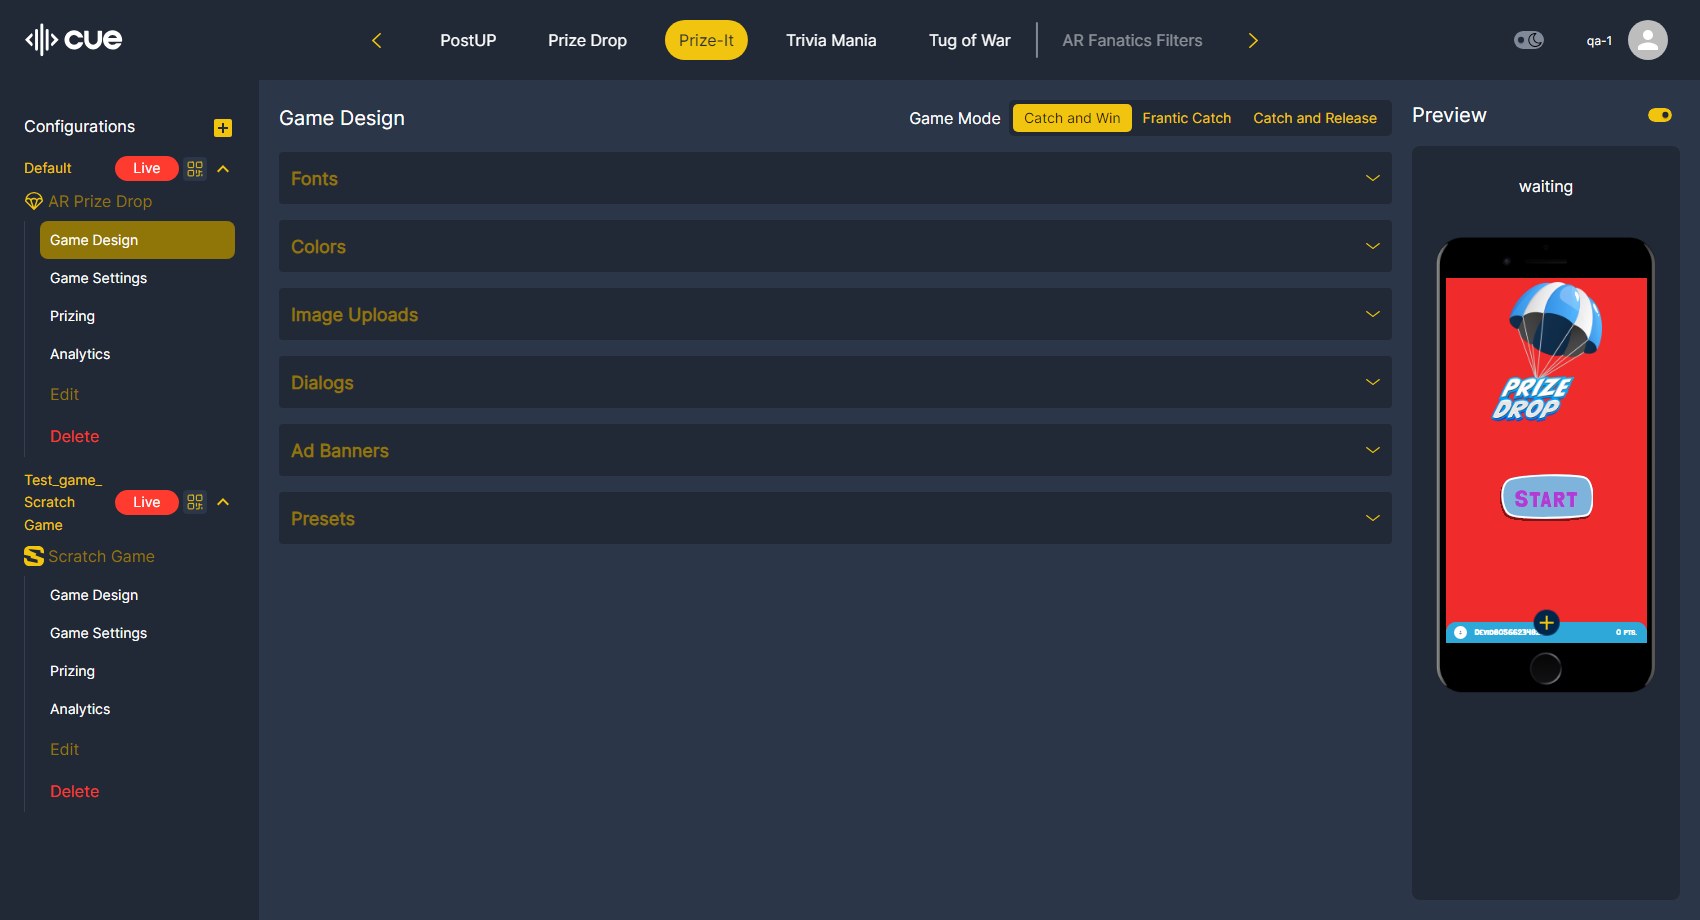 cue
PostUP
Prize Drop
Prize-It
Trivia Mania
Tug of War
AR Fanatics Filters
qa-1
Configurations
Default
Live
AR Prize Drop
Game Design
Game Settings
Prizing
Analytics
Edit
Delete
Test_game_
Scratch
Game
Live
Scratch Game
Game Design
Game Settings
Prizing
Analytics
Edit
Delete
Game Design
Game Mode
Catch and Win
Frantic Catch
Catch and Release
Fonts
Colors
Image Uploads
Dialogs
Ad Banners
Presets
Preview
waiting
PRIZE
DROP
START
0 PTS.